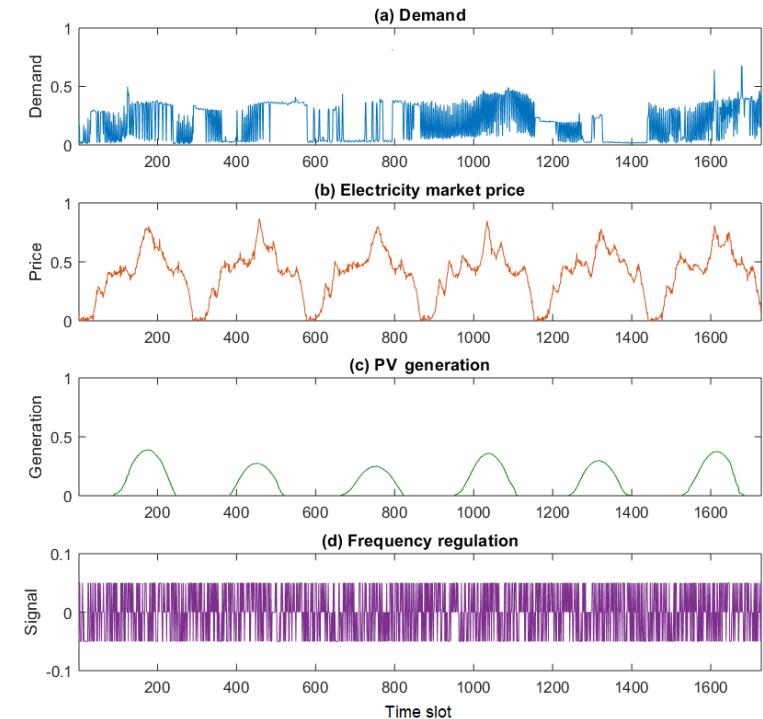 (a) Demand
1
0.5
0
Demand
200 400 600 800 1000 1200 1400 1600
(b) Electricity market price
1
0.5
0
Price
200 400 600 800 1000 1200 1400 1600
(c) PV generation
1
0.5
0
Generation
200 400 600 800 1000 1200 1400 1600
(d) Frequency regulation
0.1
0
-0.1
Signal
200 400 600 800 1000 1200 1400 1600
Time slot